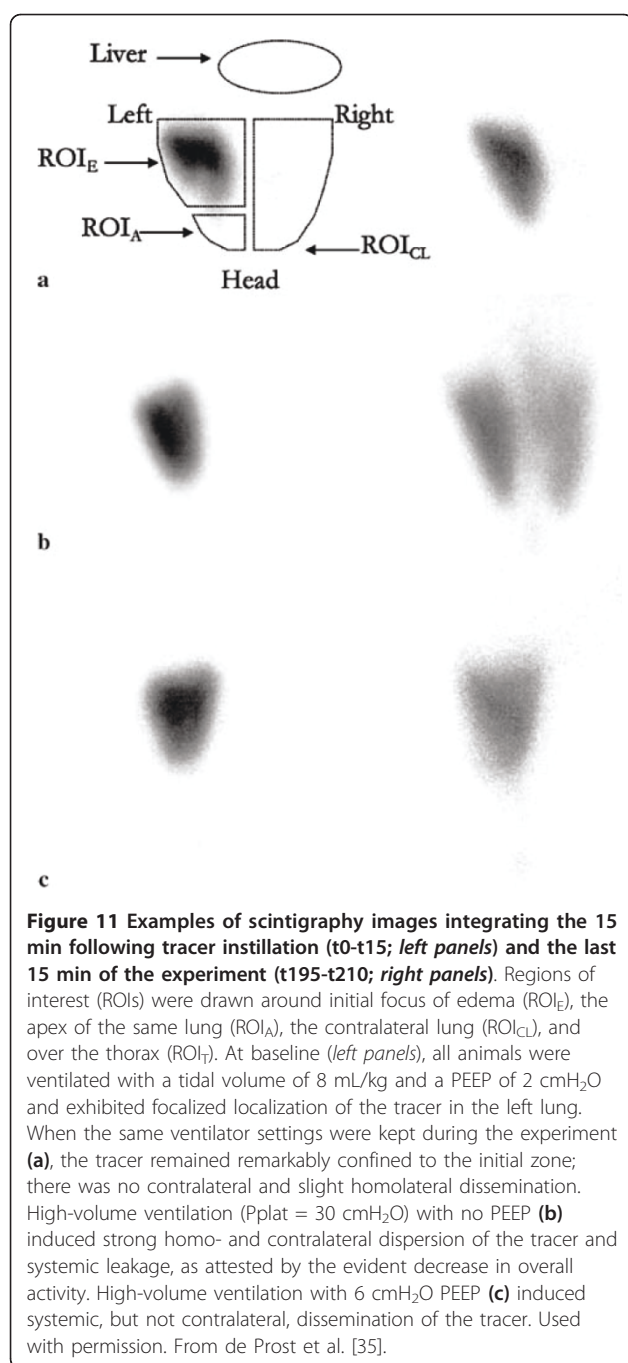 Liver
Left Right
ROIE
ROIA
ROICL
a
Head
b
c
Figure 11 Examples of scintigraphy images integrating the 15
min following tracer instillation (t0-t15; left panels) and the last
15 min of the experiment (t195-t210; right panels). Regions of
interest (ROIs) were drawn around initial focus of edema (ROIE), the
apex of the same lung (ROIA), the contralateral lung (ROICL), and
over the thorax (ROIT). At baseline (left panels), all animals were
ventilated with a tidal volume of 8 mL/kg and a PEEP of 2 cmH2O
and exhibited focalized localization of the tracer in the left lung.
When the same ventilator settings were kept during the experiment
(a), the tracer remained remarkably confined to the initial zone;
there was no contralateral and slight homolateral dissemination.
High-volume ventilation (Pplat = 30 cmH2O) with no PEEP (b)
induced strong homo- and contralateral dispersion of the tracer and
systemic leakage, as attested by the evident decrease in overall
activity. High-volume ventilation with 6 cmH2O PEEP (c) induced
systemic, but not contralateral, dissemination of the tracer. Used
with permission. From de Prost et al. [35].